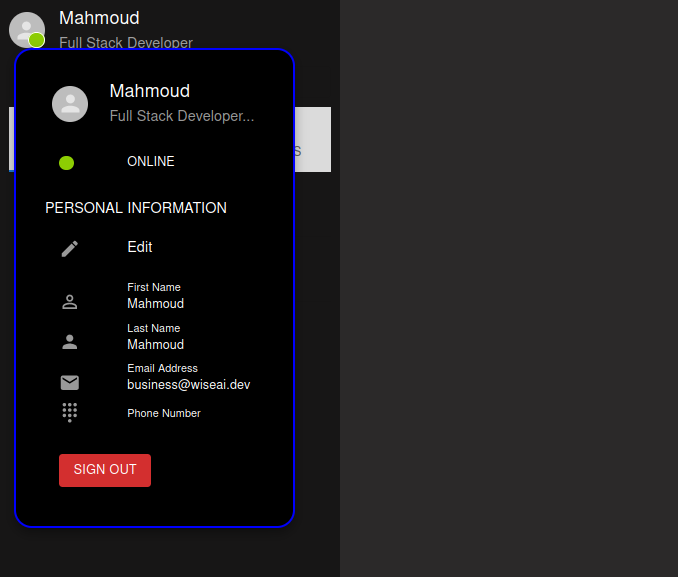 Mahmoud
Full Stack Developer
Mahmoud
Full Stack Developer...
ONLINE
PERSONAL INFORMATION
Edit
First Name
Mahmoud
Last Name
Mahmoud
Email Address
business@wiseai.dev
Phone Number
SIGN OUT